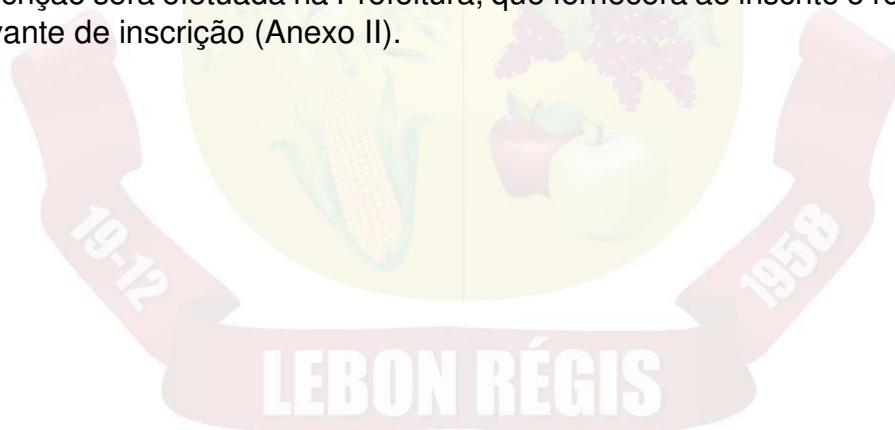 será efetuada na Prefeitura, que fornecerá ao inscrito o
de inscrição (Anexo II).
19-12
1958
LEBON RÉGIS